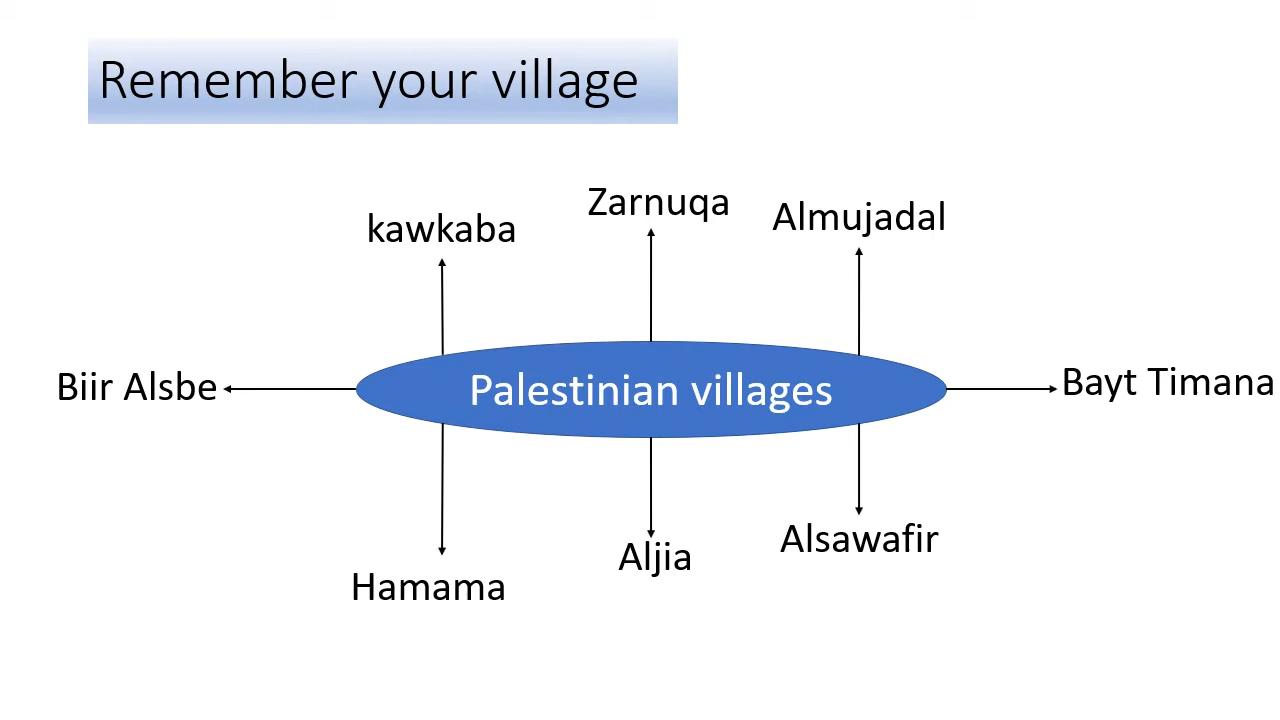 Remember your village
kawkaba
Zarnuqa
Almujadal
Biir Alsbe
Palestinian villages
Bayt Timana
Hamama
Aljia
Alsawafir